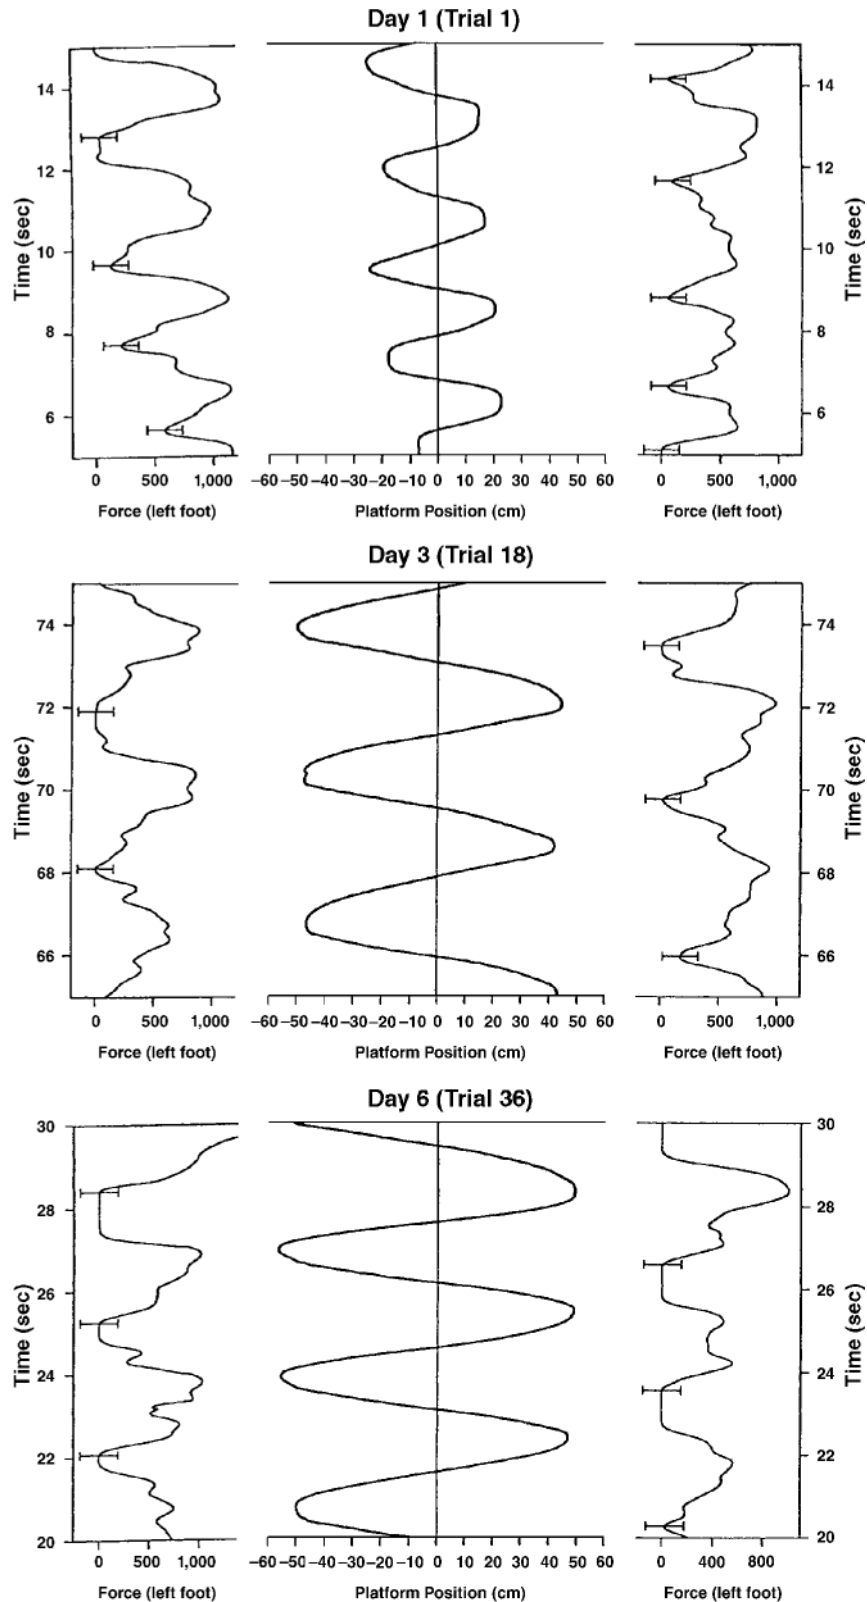 Day 1 (Trial 1)
14
12
10
8
6
Time (sec)
0 500 1,000
Force (left foot)
−60 −50 −40 −30 −20 −10 0 10 20 30 40 50 60
Platform Position (cm)
0 500 1,000
Force (left foot)
14
12
10
8
6
Time (sec)
Day 3 (Trial 18)
74
72
70
68
66
Time (sec)
0 500 1,000
Force (left foot)
−60 −50 −40 −30 −20 −10 0 10 20 30 40 50 60
Platform Position (cm)
0 500 1,000
Force (left foot)
74
72
70
68
66
Time (sec)
Day 6 (Trial 36)
30
28
26
24
22
20
Time (sec)
0 500 1,000
Force (left foot)
−60 −50 −40 −30 −20 −10 0 10 20 30 40 50 60
Platform Position (cm)
0 400 800
Force (left foot)
30
28
26
24
22
20
Time (sec)